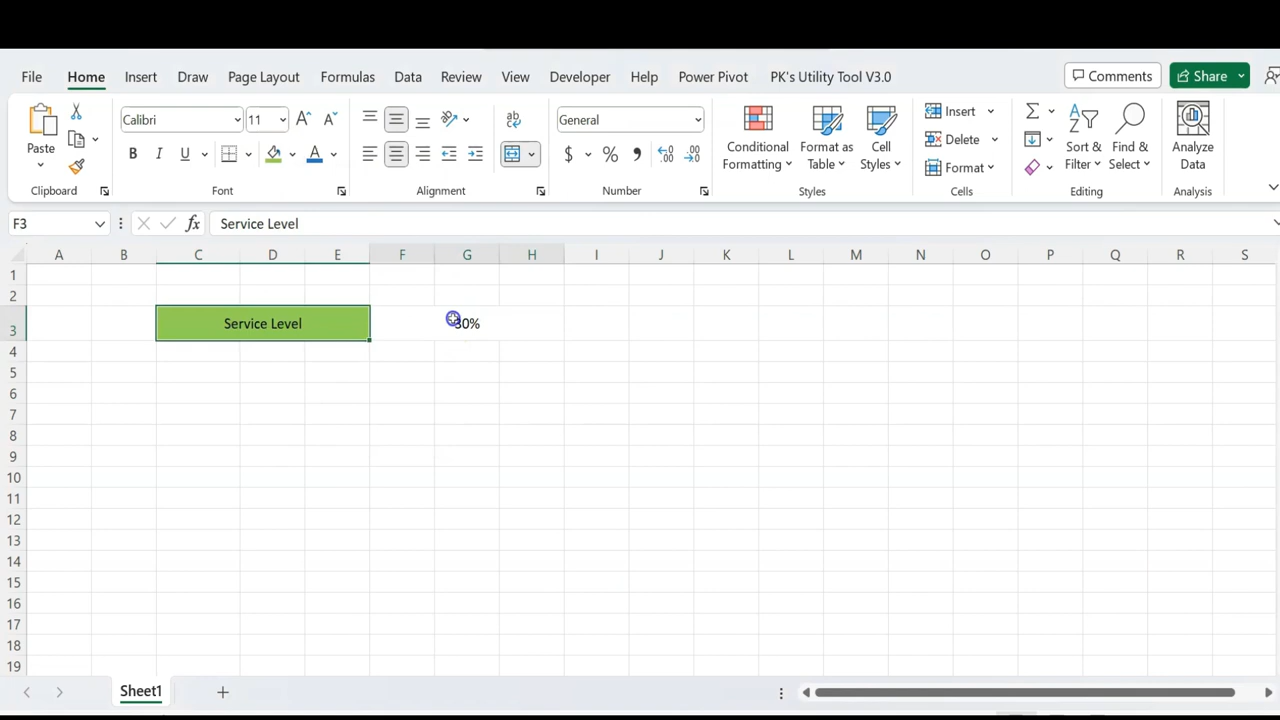 File Home Insert Draw Page Layout Formulas Data Review View Developer Help Power Pivot PK's Utility Tool V3.0 Comments Share
Paste
Clipboard
Calibri 11
B I U A
Font
Alignment
General
$ % 9
Number
Conditional Formatting
Format as Table
Cell Styles
Styles
Insert
Delete
Format
Cells
Sort & Filter
Find & Select
Editing
Analyze Data
Analysis
F3 fx Service Level
A B C D E F G H I J K L M N O P Q R S
1
2
3 Service Level 30%
4
5
6
7
8
9
10
11
12
13
14
15
16
17
18
19
Sheet1